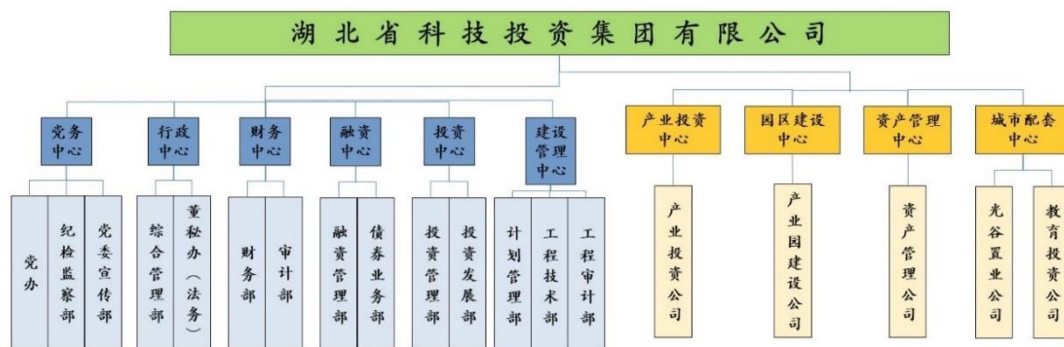 湖北省科技投资集团有限公司
党务
中心
行政
中心
财务
中心
融资
中心
投资
中心
建设
管理
中心
产业投资
中心
园区建设
中心
资产管理
中心
城市配套
中心
党办
纪检监察部
党委宣传部
综合管理部
董秘办（法务）
财务部
审计部
融资管理部
债券业务部
投资管理部
投资发展部
计划管理部
工程技术部
工程审计部
产业投资公司
产业园建设公司
资产管理公司
光谷置业公司
教育投资公司